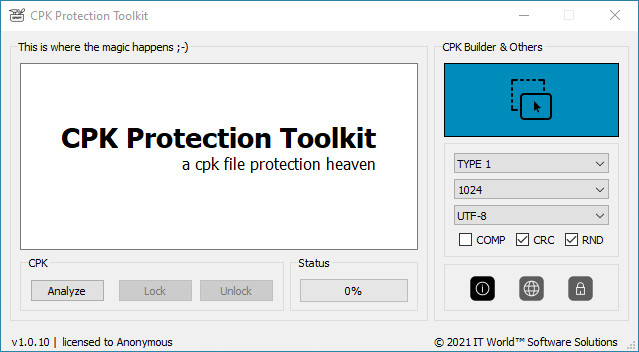 CPK Protection Toolkit
This is where the magic happens ;-)
CPK Protection Toolkit
a cpk file protection heaven
CPK
Analyze
Lock
Unlock
Status
0%
CPK Builder & Others
TYPE 1
1024
UTF-8
COMP
CRC
RND
v1.0.10 | licensed to Anonymous
© 2021 IT World™ Software Solutions